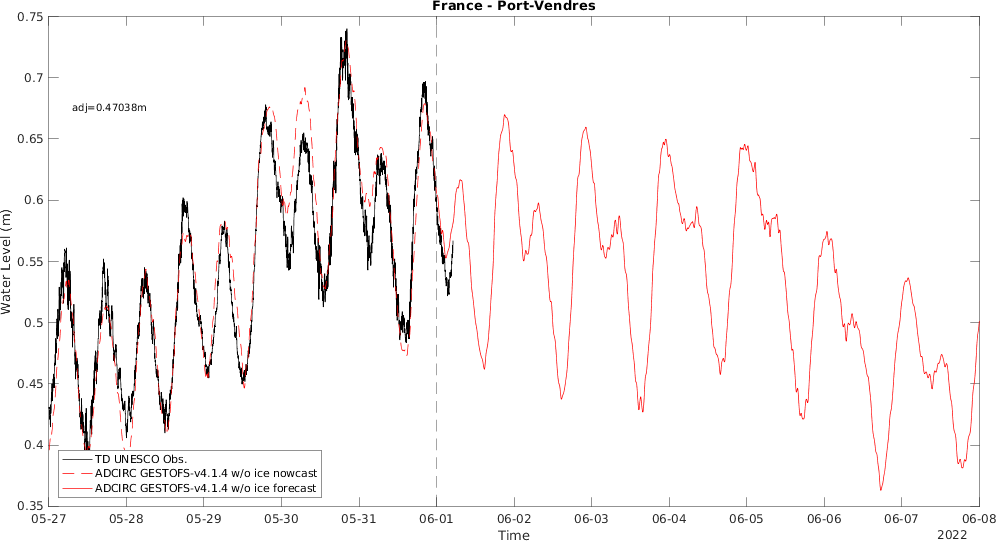 France - Port-Vendres
0.75
0.7
0.65
0.6
0.55
0.5
0.45
0.4
0.35
Water Level (m)
adj=0.47038m
TD UNESCO Obs.
ADCIRC GESTOFS-v4.1.4 w/o ice nowcast
ADCIRC GESTOFS-v4.1.4 w/o ice forecast
05-27 05-28 05-29 05-30 05-31 06-01 06-02 06-03 06-04 06-05 06-06 06-07 06-08
Time
2022